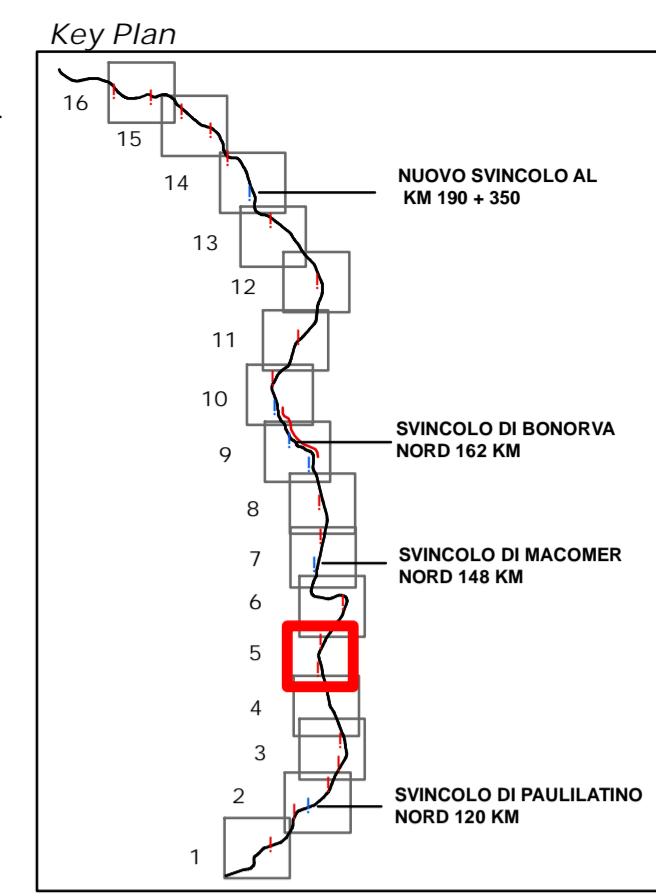 Key Plan
16
15
14
NUOVO SVINCOLO AL
KM 190 + 350
13
12
11
10
SVINCOLO DI BONORVA
NORD 162 KM
9
8
7
SVINCOLO DI MACOMER
NORD 148 KM
6
5
4
3
2
SVINCOLO DI PAULILATINO
NORD 120 KM
1